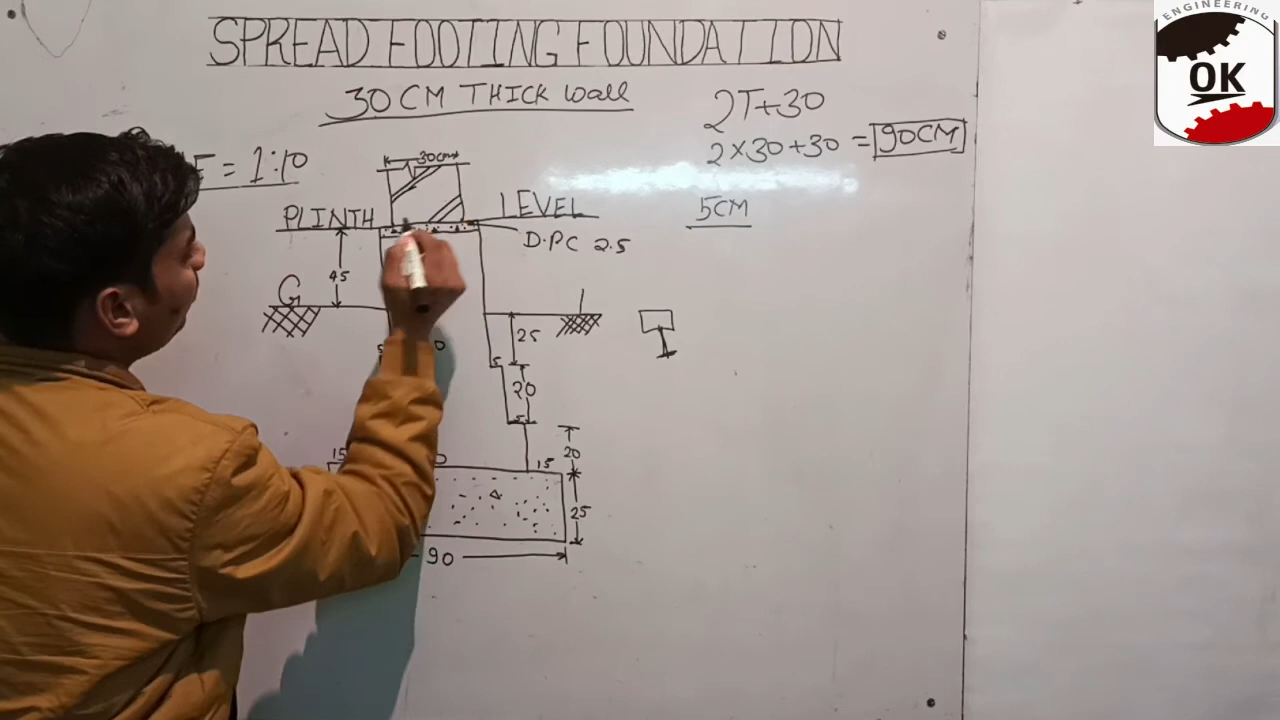 ENGINEERING
OK
SPREAD FOOTING FOUNDATION
30 CM THICK wall
2T+30
2×30+30 = 90CM
= 1:10
30cm
PLINTH LEVEL
5CM
D.P.C 2.5
45
G
25
5
20
5
20
15
15
25
90